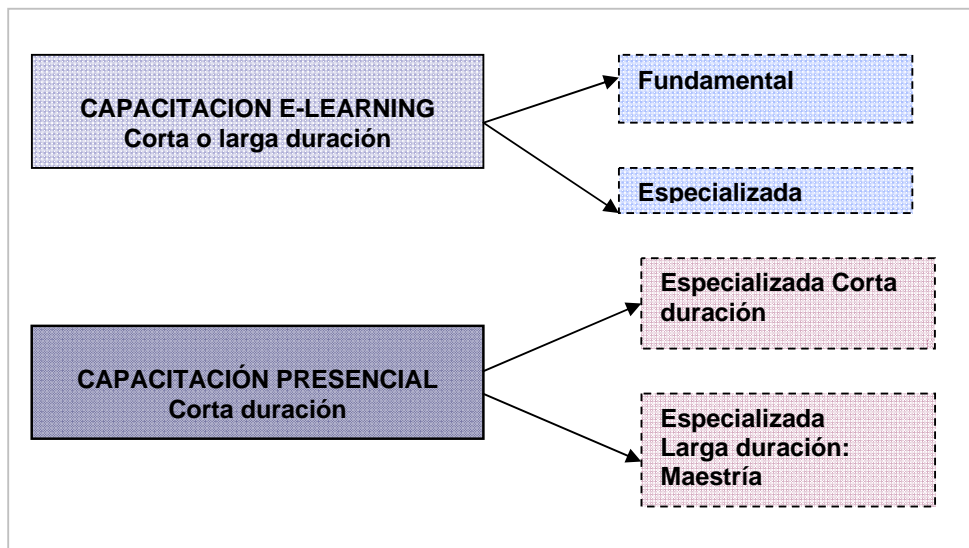 CAPACITACION E-LEARNING
Corta o larga duración
Fundamental
Especializada
CAPACITACIÓN PRESENCIAL
Corta duración
Especializada Corta
duración
Especializada
Larga duración:
Maestría